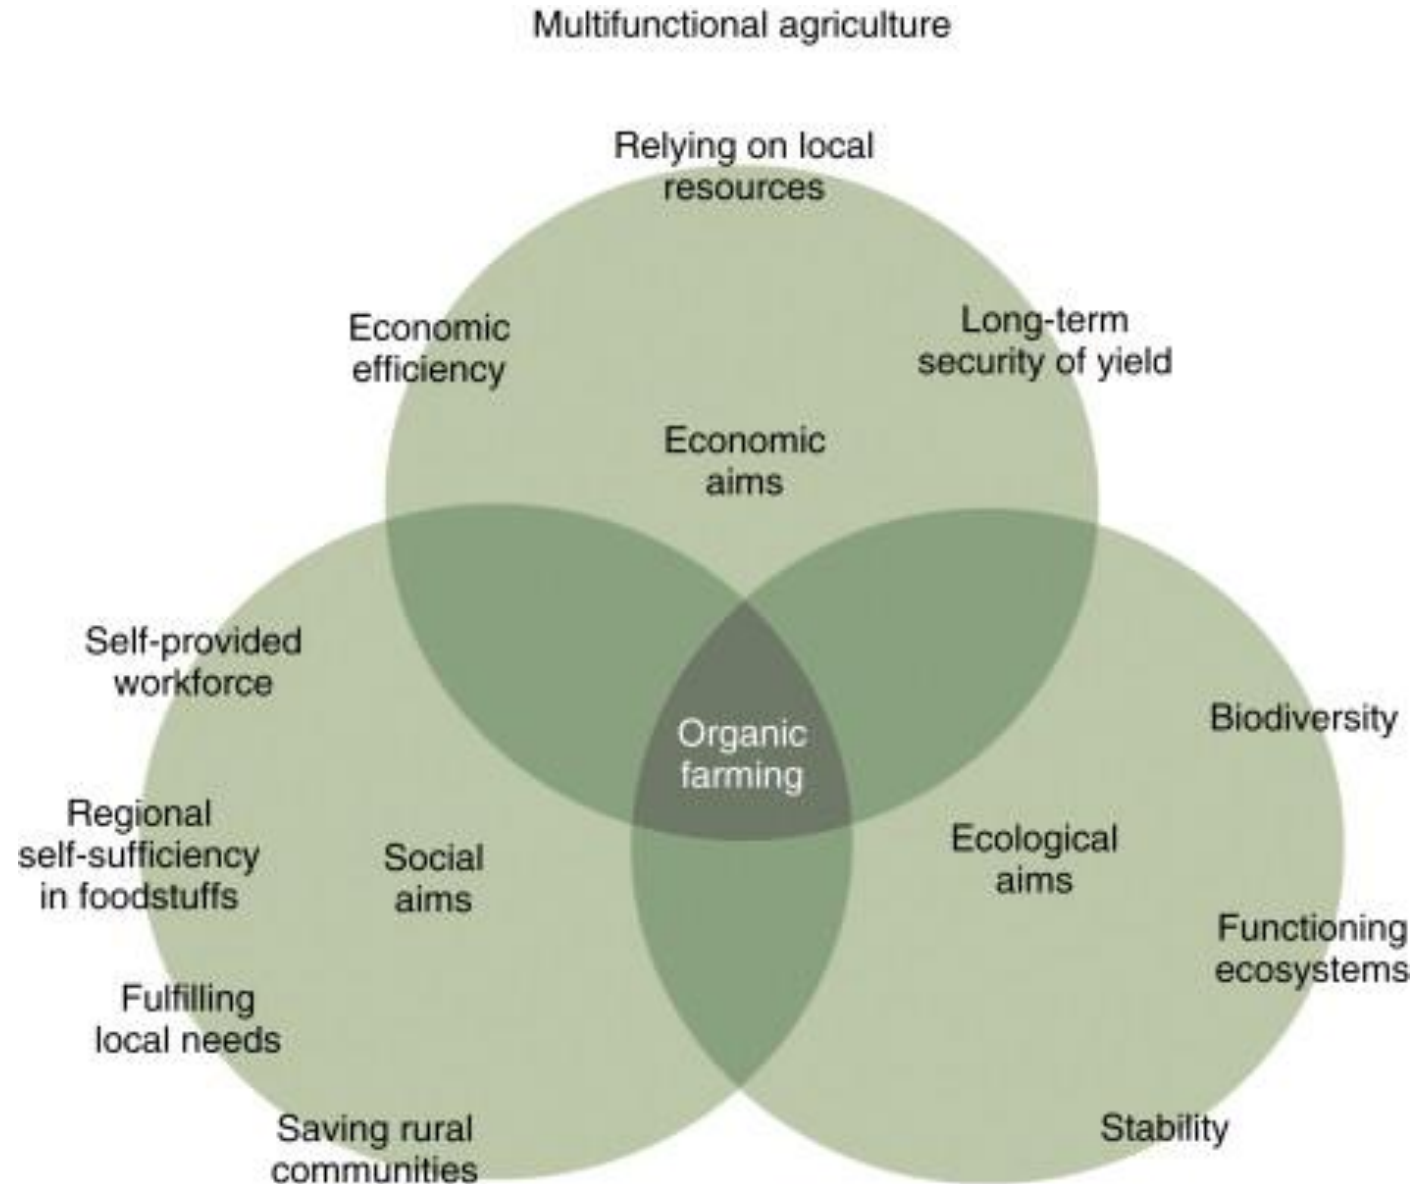 Multifunctional agriculture
Relying on local
resources
Economic
efficiency
Long-term
security of yield
Economic
aims
Self-provided
workforce
Organic
farming
Biodiversity
Regional
self-sufficiency
in foodstuffs
Social
aims
Ecological
aims
Functioning
ecosystems
Fulfilling
local needs
Saving rural
communities
Stability